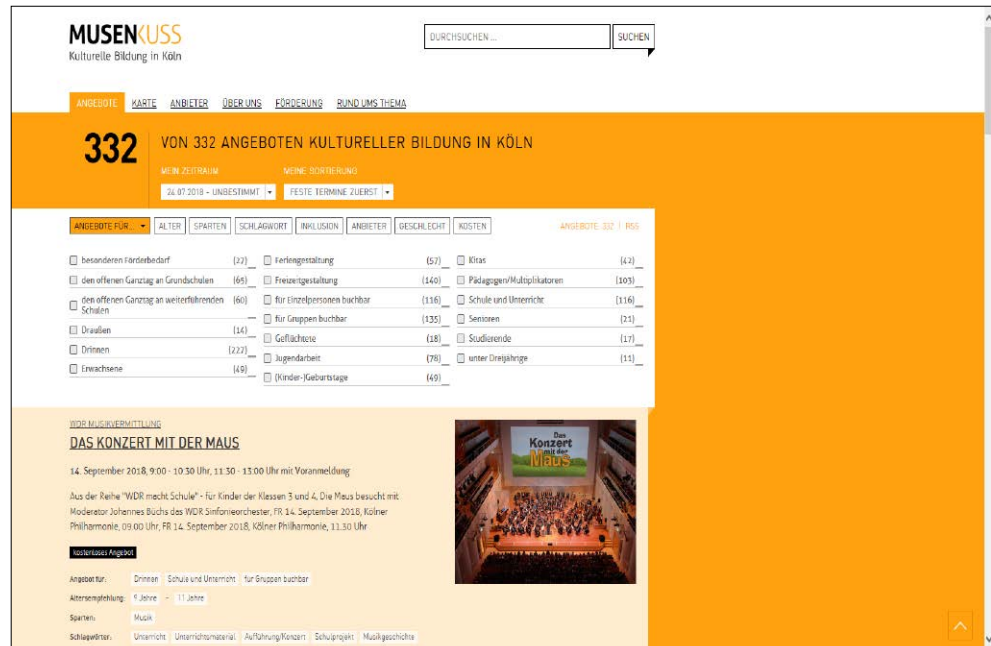 MUSENKUSS
Kulturelle Bildung in Köln
DURCHSUCHEN ...
SUCHEN
ANGEBOTE KARTE ANBIETER ÜBER UNS FÖRDERUNG RUND UMS THEMA
332 VON 332 ANGEBOTEN KULTURELLER BILDUNG IN KÖLN
MEIN ZEITRAUM MEINE SORTIERUNG
24.07.2018 - UNBESTIMMT FESTE TERMINE ZUERST
ANGEBOTE FÜR... ALTER SPARTEN SCHLAGWORT INKLUSION ANBIETER GESCHLECHT KOSTEN ANGEBOTE: 332 | RSS
besonderen Förderbedarf (27)
den offenen Ganztag an Grundschulen (65)
den offenen Ganztag an weiterführenden (60)
Schulen
Draußen (14)
Drinnen (227)
Erwachsene (49)
Feriengestaltung (57)
Freizeitgestaltung (140)
für Einzelpersonen buchbar (116)
für Gruppen buchbar (135)
Geflüchtete (18)
Jugendarbeit (78)
(Kinder-)Geburtstage (49)
Kitas (42)
Pädagogen/Multiplikatoren (103)
Schule und Unterricht (116)
Senioren (21)
Studierende (17)
unter Dreijährige (11)
WDR MUSIKVERMITTLUNG
DAS KONZERT MIT DER MAUS
14. September 2018, 9:00 - 10:30 Uhr, 11:30 - 13:00 Uhr mit Voranmeldung
Aus der Reihe "WDR macht Schule" - für Kinder der Klassen 3 und 4, Die Maus besucht mit
Moderator Johannes Büchs das WDR Sinfonieorchester, FR 14. September 2018, Kölner
Philharmonie, 09.00 Uhr, FR 14. September 2018, Kölner Philharmonie, 11.30 Uhr
kostenloses Angebot
Angebot für: Drinnen Schule und Unterricht für Gruppen buchbar
Altersempfehlung: 9 Jahre - 11 Jahre
Sparten: Musik
Schlagwörter: Unterricht Unterrichtsmaterial Aufführung/Konzert Schulprojekt Musikgeschichte
Das
Konzert
mit der
Maus